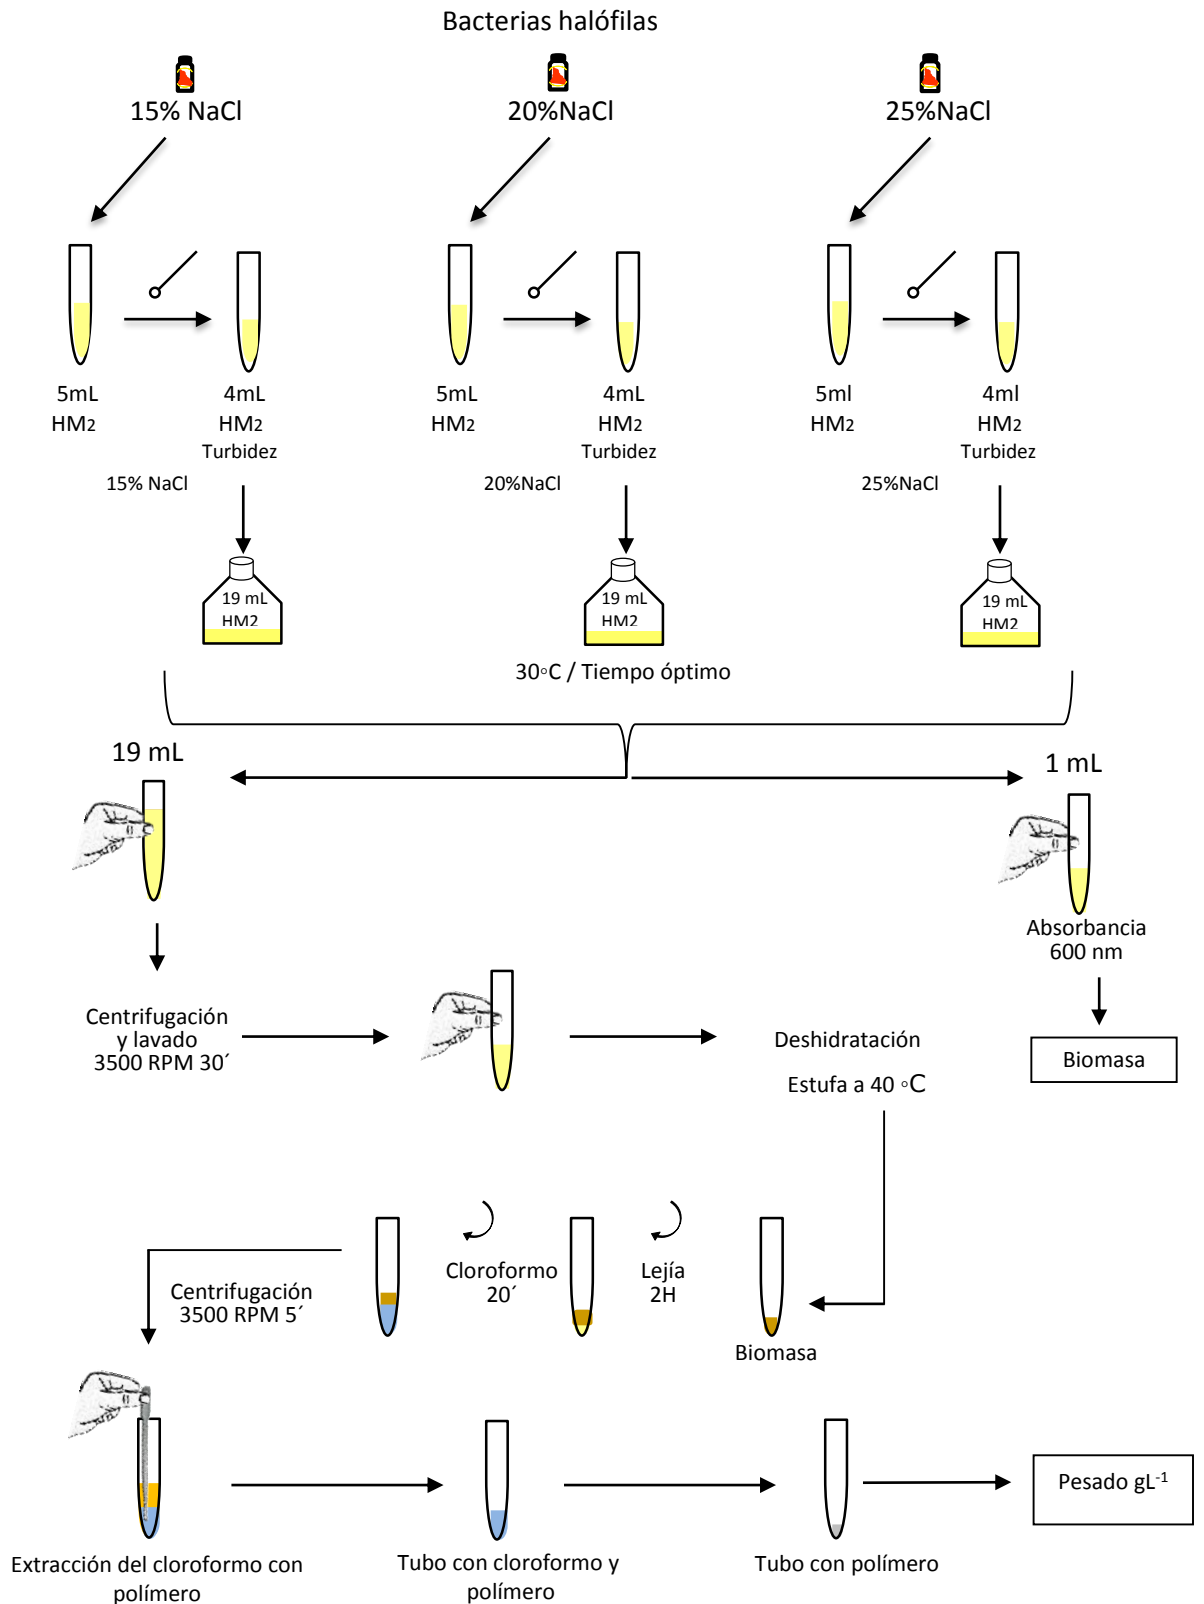 Bacterias halófilas
15% NaCl
20%NaCl
25%NaCl
5mL
HM2
4mL
HM2
Turbidez
5mL
HM2
4mL
HM2
Turbidez
5ml
HM2
4ml
HM2
Turbidez
15% NaCl
20%NaCl
25%NaCl
19 mL
HM2
19 mL
HM2
19 mL
HM2
30◦C / Tiempo óptimo
19 mL
1 mL
Absorbancia
600 nm
Centrifugación
y lavado
3500 RPM 30´
Deshidratación
Estufa a 40 ◦C
Biomasa
Centrifugación
3500 RPM 5´
Cloroformo
20´
Lejía
2H
Biomasa
Extracción del cloroformo con
polímero
Tubo con cloroformo y
polímero
Tubo con polímero
Pesado gL⁻¹